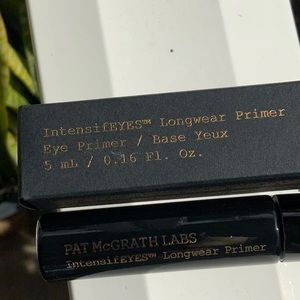 IntensifEYES™ Longwear Primer
Eye Primer / Base Yeux
5 mL / 0.16 Fl. Oz.
PAT McGRATH LABS
IntensifEYES™ Longwear Primer